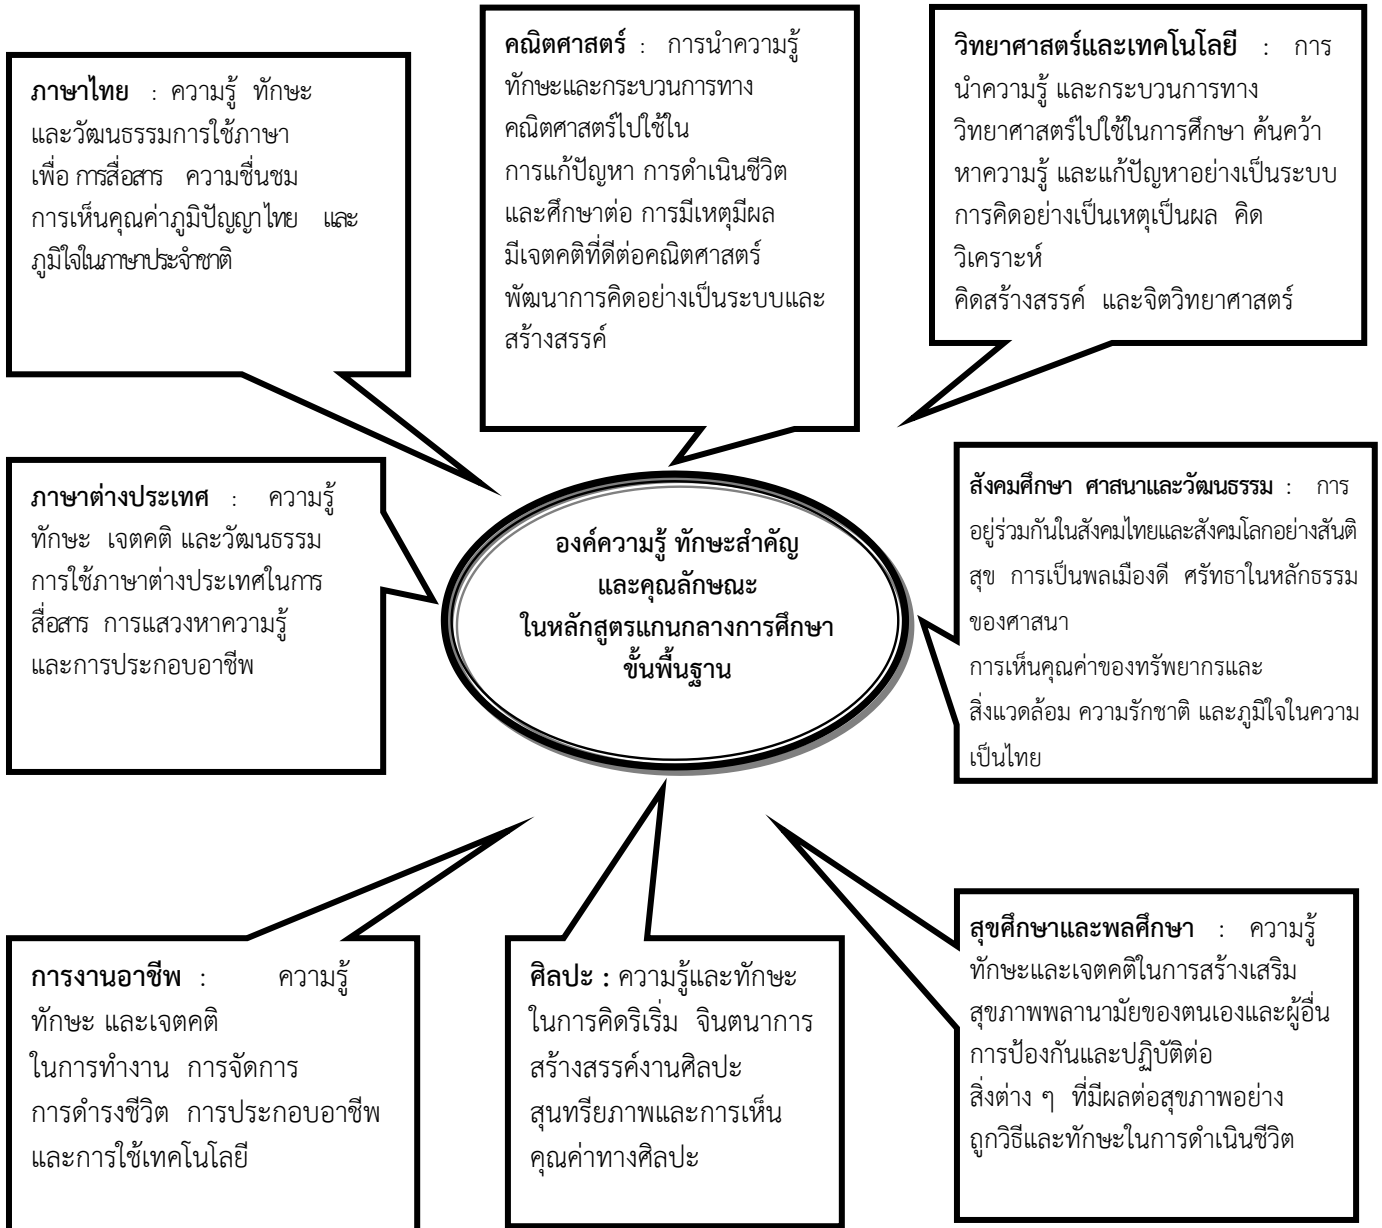 ภาษาไทย : ความรู้ ทักษะ
และวัฒนธรรมการใช้ภาษา
เพื่อ การสื่อสาร ความชื่นชม
การเห็นคุณค่าภูมิปัญญาไทย และ
ภูมิใจในภาษาประจำชาติ
คณิตศาสตร์ : การนำความรู้
ทักษะและกระบวนการทาง
คณิตศาสตร์ไปใช้ใน
การแก้ปัญหา การดำเนินชีวิต
และศึกษาต่อ การมีเหตุมีผล
มีเจตคติที่ดีต่อคณิตศาสตร์
พัฒนาการคิดอย่างเป็นระบบและ
สร้างสรรค์
วิทยาศาสตร์และเทคโนโลยี : การ
นำความรู้ และกระบวนการทาง
วิทยาศาสตร์ไปใช้ในการศึกษา ค้นคว้า
หาความรู้ และแก้ปัญหาอย่างเป็นระบบ
การคิดอย่างเป็นเหตุเป็นผล คิด
วิเคราะห์
คิดสร้างสรรค์ และจิตวิทยาศาสตร์
ภาษาต่างประเทศ : ความรู้
ทักษะ เจตคติ และวัฒนธรรม
การใช้ภาษาต่างประเทศในการ
สื่อสาร การแสวงหาความรู้
และการประกอบอาชีพ
องค์ความรู้ ทักษะสำคัญ
และคุณลักษณะ
ในหลักสูตรแกนกลางการศึกษา
ขั้นพื้นฐาน
สังคมศึกษา ศาสนาและวัฒนธรรม : การ
อยู่ร่วมกันในสังคมไทยและสังคมโลกอย่างสันติ
สุข การเป็นพลเมืองดี ศรัทธาในหลักธรรม
ของศาสนา
การเห็นคุณค่าของทรัพยากรและ
สิ่งแวดล้อม ความรักชาติ และภูมิใจในความ
เป็นไทย
การงานอาชีพ : ความรู้
ทักษะ และเจตคติ
ในการทำงาน การจัดการ
การดำรงชีวิต การประกอบอาชีพ
และการใช้เทคโนโลยี
ศิลปะ : ความรู้และทักษะ
ในการคิดริเริ่ม จินตนาการ
สร้างสรรค์งานศิลปะ
สุนทรียภาพและการเห็น
คุณค่าทางศิลปะ
สุขศึกษาและพลศึกษา : ความรู้
ทักษะและเจตคติในการสร้างเสริม
สุขภาพพลานามัยของตนเองและผู้อื่น
การป้องกันและปฏิบัติต่อ
สิ่งต่าง ๆ ที่มีผลต่อสุขภาพอย่าง
ถูกวิธีและทักษะในการดำเนินชีวิต